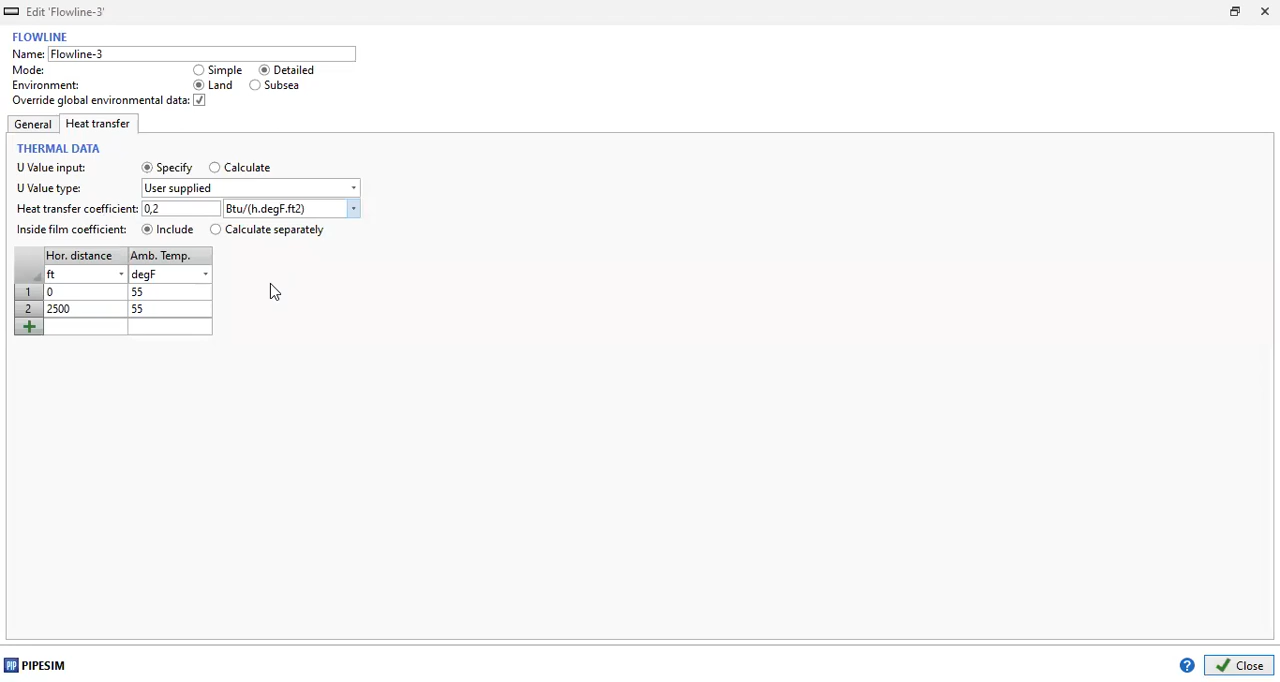 Edit 'Flowline-3'
FLOWLINE
Name: Flowline-3
Mode: Simple Detailed
Environment: Land Subsea
Override global environmental data:
General Heat transfer
THERMAL DATA
U Value input: Specify Calculate
U Value type: User supplied
Heat transfer coefficient: 0,2 Btu/(h.degF.ft2)
Inside film coefficient: Include Calculate separately
Hor. distance Amb. Temp.
ft degF
1 0 55
2 2500 55
PIP PIPESIM ? Close